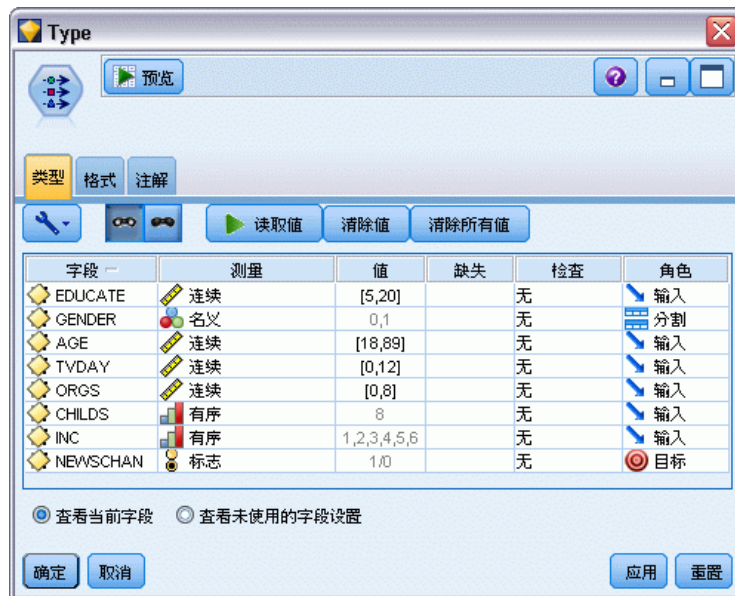 Type
预览
类型 格式 注解
读取值 清除值 清除所有值
字段 测量 值 缺失 检查 角色
EDUCATE 连续 [5,20] 无 输入
GENDER 名义 0,1 无 分割
AGE 连续 [18,89] 无 输入
TVDAY 连续 [0,12] 无 输入
ORGS 连续 [0,8] 无 输入
CHILDS 有序 8 无 输入
INC 有序 1,2,3,4,5,6 无 输入
NEWSCHAN 标志 1/0 无 目标
查看当前字段 查看未使用的字段设置
确定 取消 应用 重置